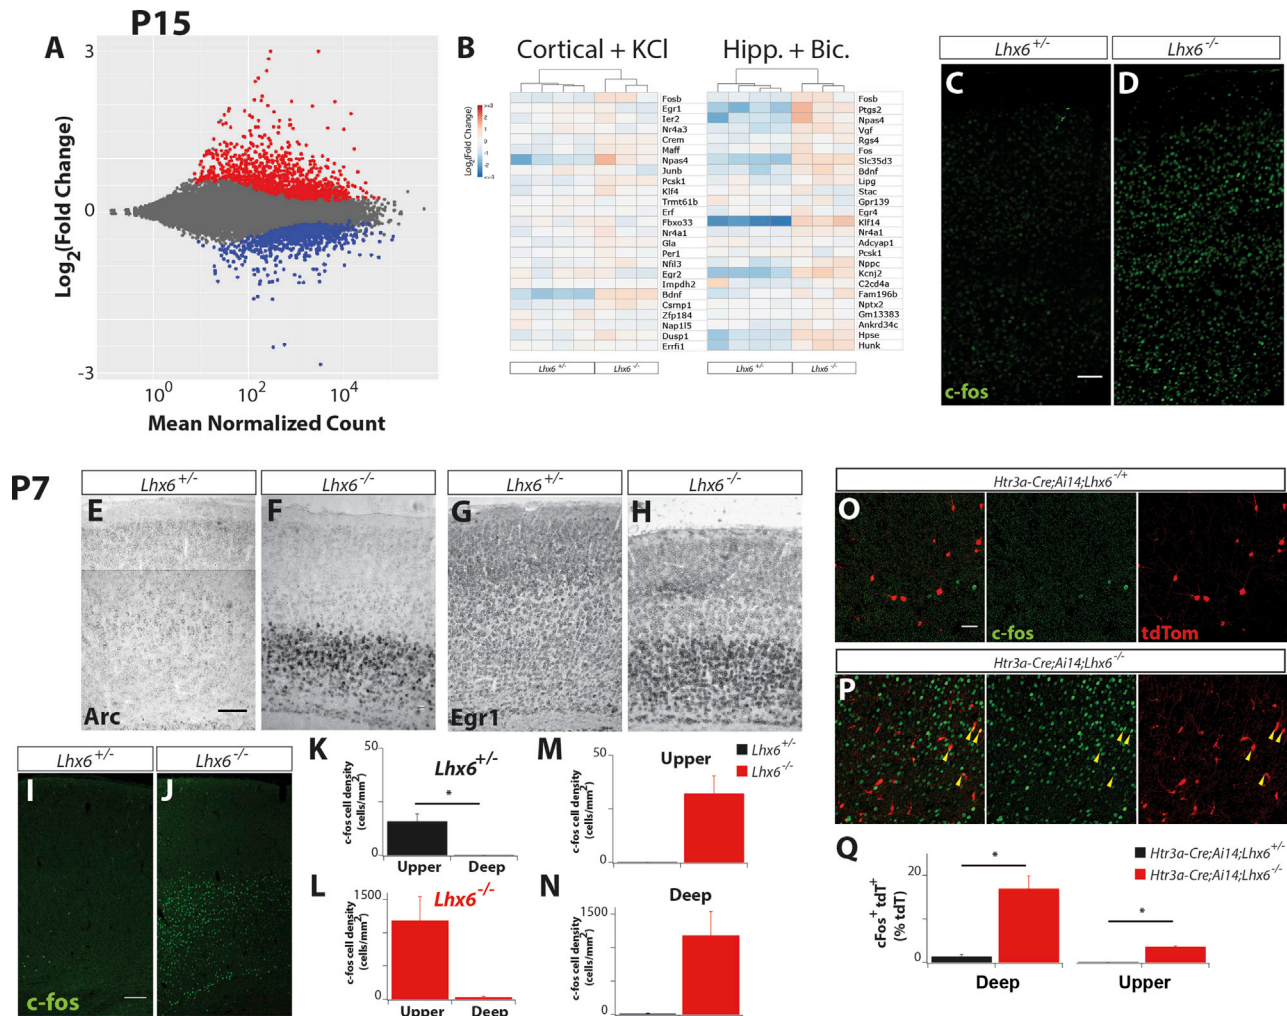 P15
A
3
0
-3
Log2(Fold Change)
10^0
10^2
10^4
Mean Normalized Count
B
Cortical + KCl
Hipp. + Bic.
Log2(Fold Change)
>=3
2
1
0
-1
-2
<=-3
Fosb
Egr1
Ier2
Nr4a3
Crem
Maff
Npas4
Junb
Pcsk1
Klf4
Trmt61b
Erf
Fbxo33
Nr4a1
Gla
Per1
Nfil3
Egr2
Impdh2
Bdnf
Csrnp1
Zfp184
Nap1l5
Dusp1
Errfi1
Lhx6 +/-
Lhx6 -/-
Fosb
Ptgs2
Npas4
Vgf
Rgs4
Fos
Slc35d3
Bdnf
Lipg
Stac
Gpr139
Egr4
Klf14
Nr4a1
Adcyap1
Pcsk1
Nppc
Kcnj2
C2cd4a
Fam196b
Nptx2
Gm13383
Ankrd34c
Hpse
Hunk
Lhx6 +/-
Lhx6 -/-
Lhx6+/-
Lhx6-/-
C
D
c-fos
P7
Lhx6+/-
Lhx6-/-
E
F
Arc
Lhx6+/-
Lhx6-/-
G
H
Egr1
Lhx6+/-
Lhx6-/-
I
J
c-fos
K
50
0
c-fos cell density
(cells/mm2)
Lhx6+/-
*
Upper
Deep
L
1500
0
c-fos cell density
(cells/mm2)
Lhx6-/-
Upper
Deep
M
50
0
c-fos cell density
(cells/mm2)
Upper
Lhx6+/-
Lhx6-/-
N
1500
0
c-fos cell density
(cells/mm2)
Deep
Htr3a-Cre;Ai14;Lhx6-/+
O
c-fos
tdTom
Htr3a-Cre;Ai14;Lhx6-/-
P
Q
20
0
cFos+ tdT+
(% tdT)
*
*
Deep
Upper
Htr3a-Cre;Ai14;Lhx6+/-
Htr3a-Cre;Ai14;Lhx6-/-